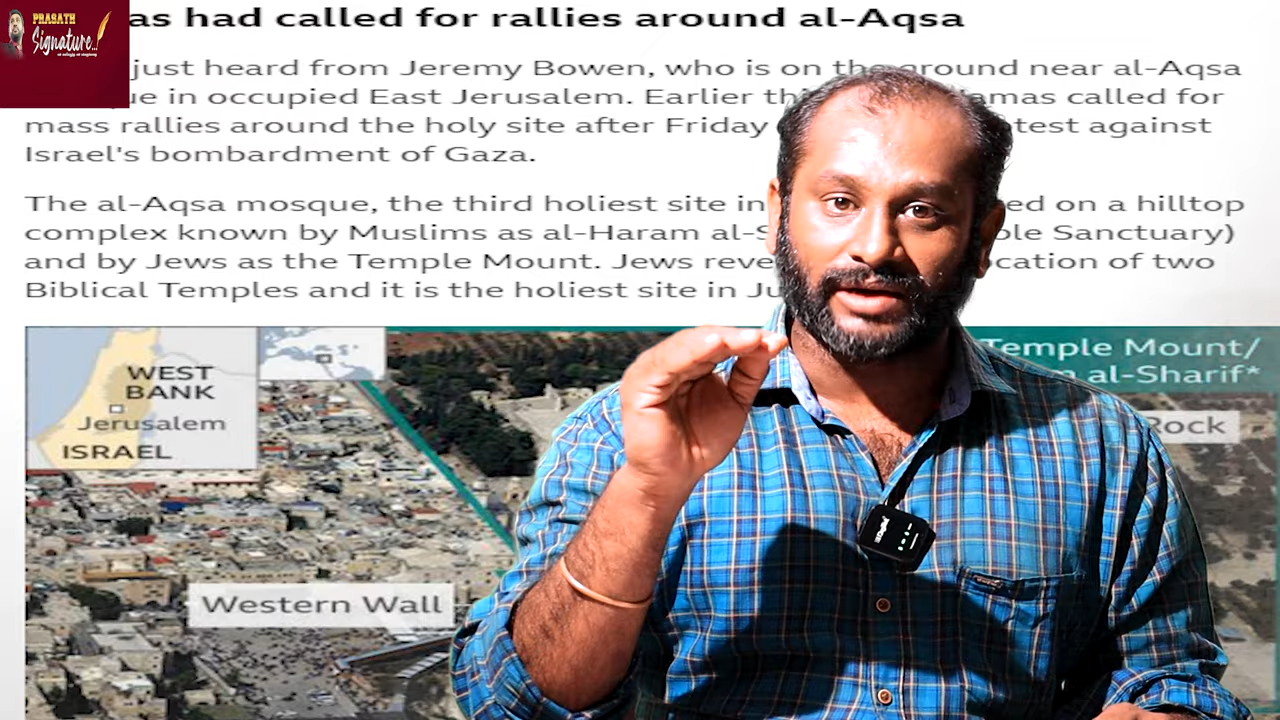 PRASATH
Signature..!
as had called for rallies around al-Aqsa
just heard from Jeremy Bowen, who is on the ground near al-Aqsa
ue in occupied East Jerusalem. Earlier thi amas called for
mass rallies around the holy site after Friday test against
Israel's bombardment of Gaza.
The al-Aqsa mosque, the third holiest site in ed on a hilltop
complex known by Muslims as al-Haram al-S ble Sanctuary)
and by Jews as the Temple Mount. Jews reve ocation of two
Biblical Temples and it is the holiest site in Ju
WEST
BANK
Jerusalem
ISRAEL
Temple Mount/
m al-Sharif*
Rock
Western Wall